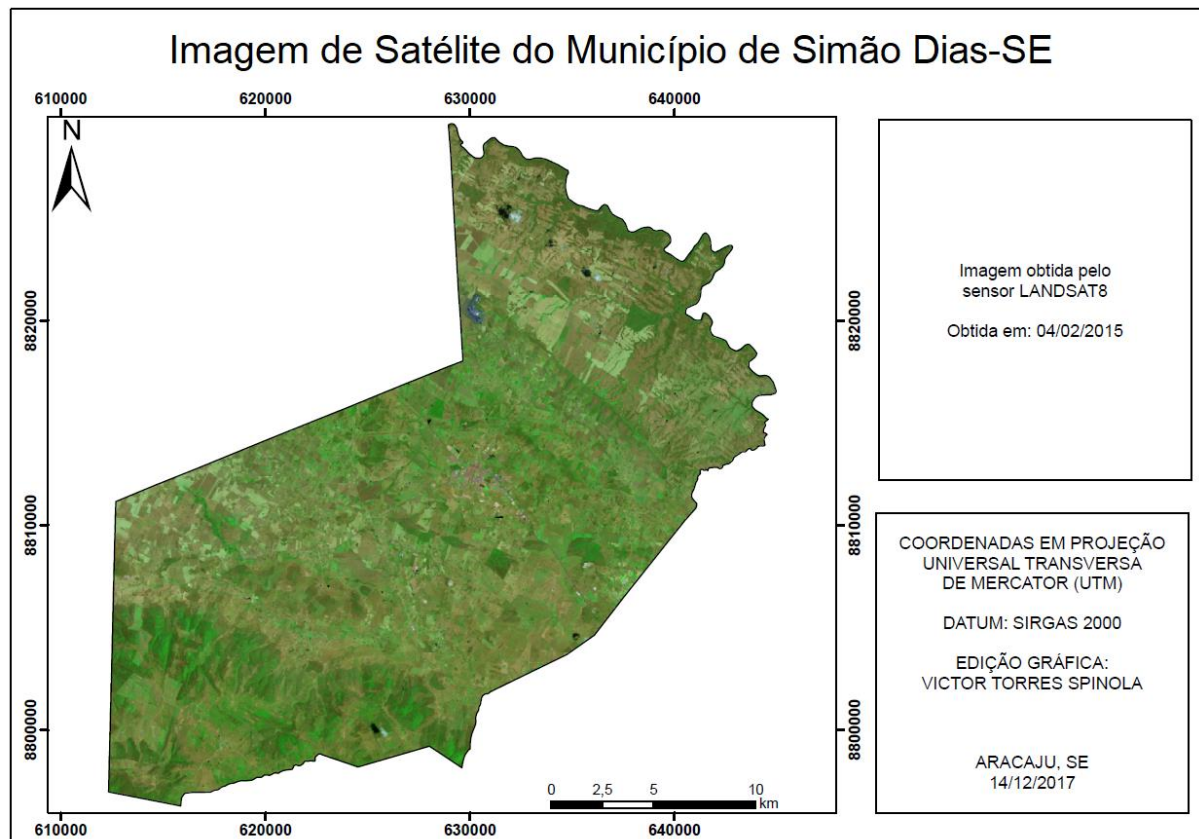 Imagem de Satélite do Município de Simão Dias-SE
610000 620000 630000 640000
N
8820000 8820000
8810000 8810000
8800000 8800000
0 2,5 5 10
km
610000 620000 630000 640000
Imagem obtida pelo
sensor LANDSAT8
Obtida em: 04/02/2015
COORDENADAS EM PROJEÇÃO
UNIVERSAL TRANSVERSA
DE MERCATOR (UTM)
DATUM: SIRGAS 2000
EDIÇÃO GRÁFICA:
VICTOR TORRES SPINOLA
ARACAJU, SE
14/12/2017